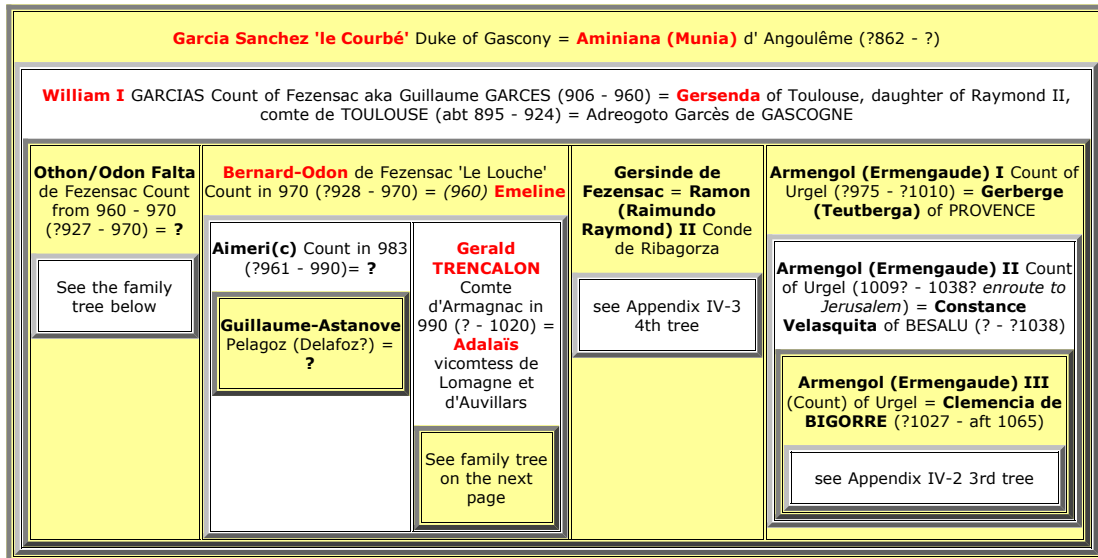 Garcia Sanchez 'le Courbé' Duke of Gascony = Aminiana (Munia) d' Angoulême (?862 - ?)
William I GARCIAS Count of Fezensac aka Guillaume GARCES (906 - 960) = Gersenda of Toulouse, daughter of Raymond II,
comte de TOULOUSE (abt 895 - 924) = Adreogoto Garcès de GASCOGNE
Othon/Odon Falta
de Fezensac Count
from 960 - 970
(?927 - 970) = ?
See the family
tree below
Bernard-Odon de Fezensac 'Le Louche'
Count in 970 (?928 - 970) = (960) Emeline
Aimeri(c) Count in 983
(?961 - 990)= ?
Guillaume-Astanove
Pelagoz (Delafoz?) =
?
Gerald
TRENCALON
Comte
d'Armagnac in
990 (? - 1020) =
Adalaïs
vicomtess de
Lomagne et
d'Auvillars
See family tree
on the next
page
Gersinde de
Fezensac = Ramon
(Raimundo
Raymond) II Conde
de Ribagorza
see Appendix IV-3
4th tree
Armengol (Ermengaude) I Count of
Urgel (?975 - ?1010) = Gerberge
(Teutberga) of PROVENCE
Armengol (Ermengaude) II Count
of Urgel (1009? - 1038? enroute to
Jerusalem) = Constance
Velasquita of BESALU (? - ?1038)
Armengol (Ermengaude) III
(Count) of Urgel = Clemencia de
BIGORRE (?1027 - aft 1065)
see Appendix IV-2 3rd tree